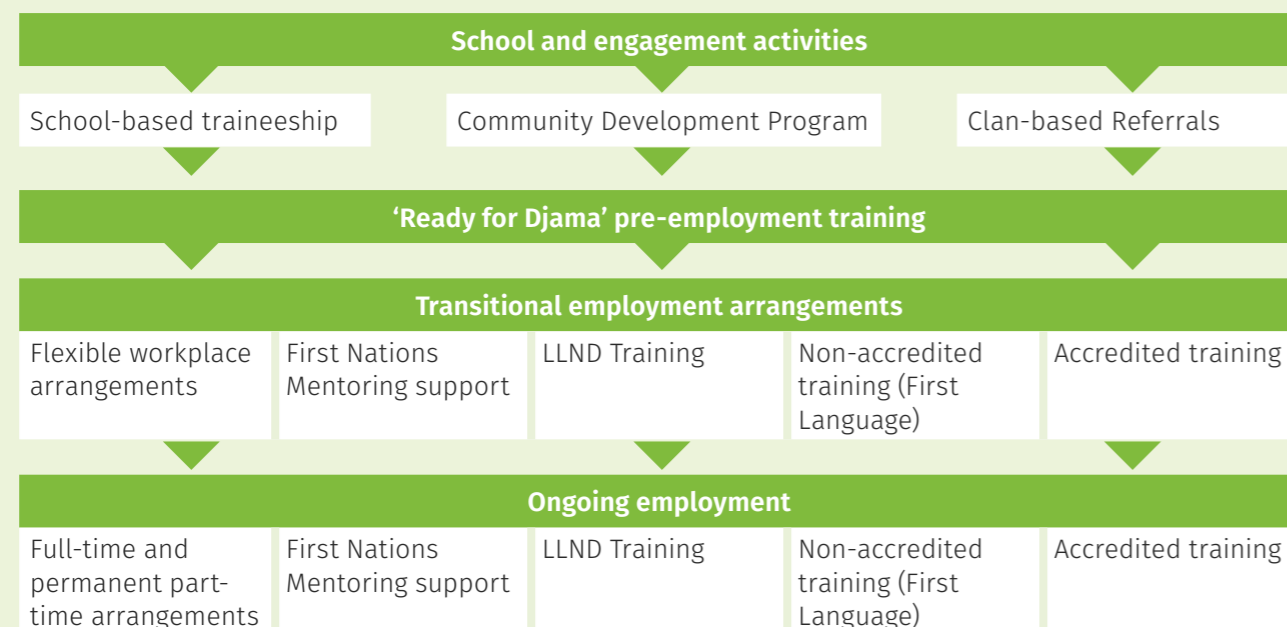 School and engagement activities
School-based traineeship
Community Development Program
Clan-based Referrals
‘Ready for Djama’ pre-employment training
Transitional employment arrangements
Flexible workplace
arrangements
First Nations
Mentoring support
LLND Training
Non-accredited
training (First
Language)
Accredited training
Ongoing employment
Full-time and
permanent part-
time arrangements
First Nations
Mentoring support
LLND Training
Non-accredited
training (First
Language)
Accredited training